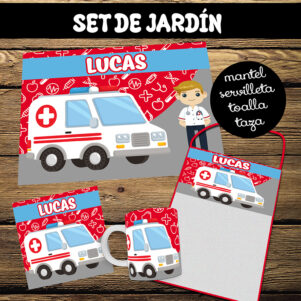 SET DE JARDÍN
LUCAS
mantel
servilleta
toalla
taza
LUCAS
LUCAS